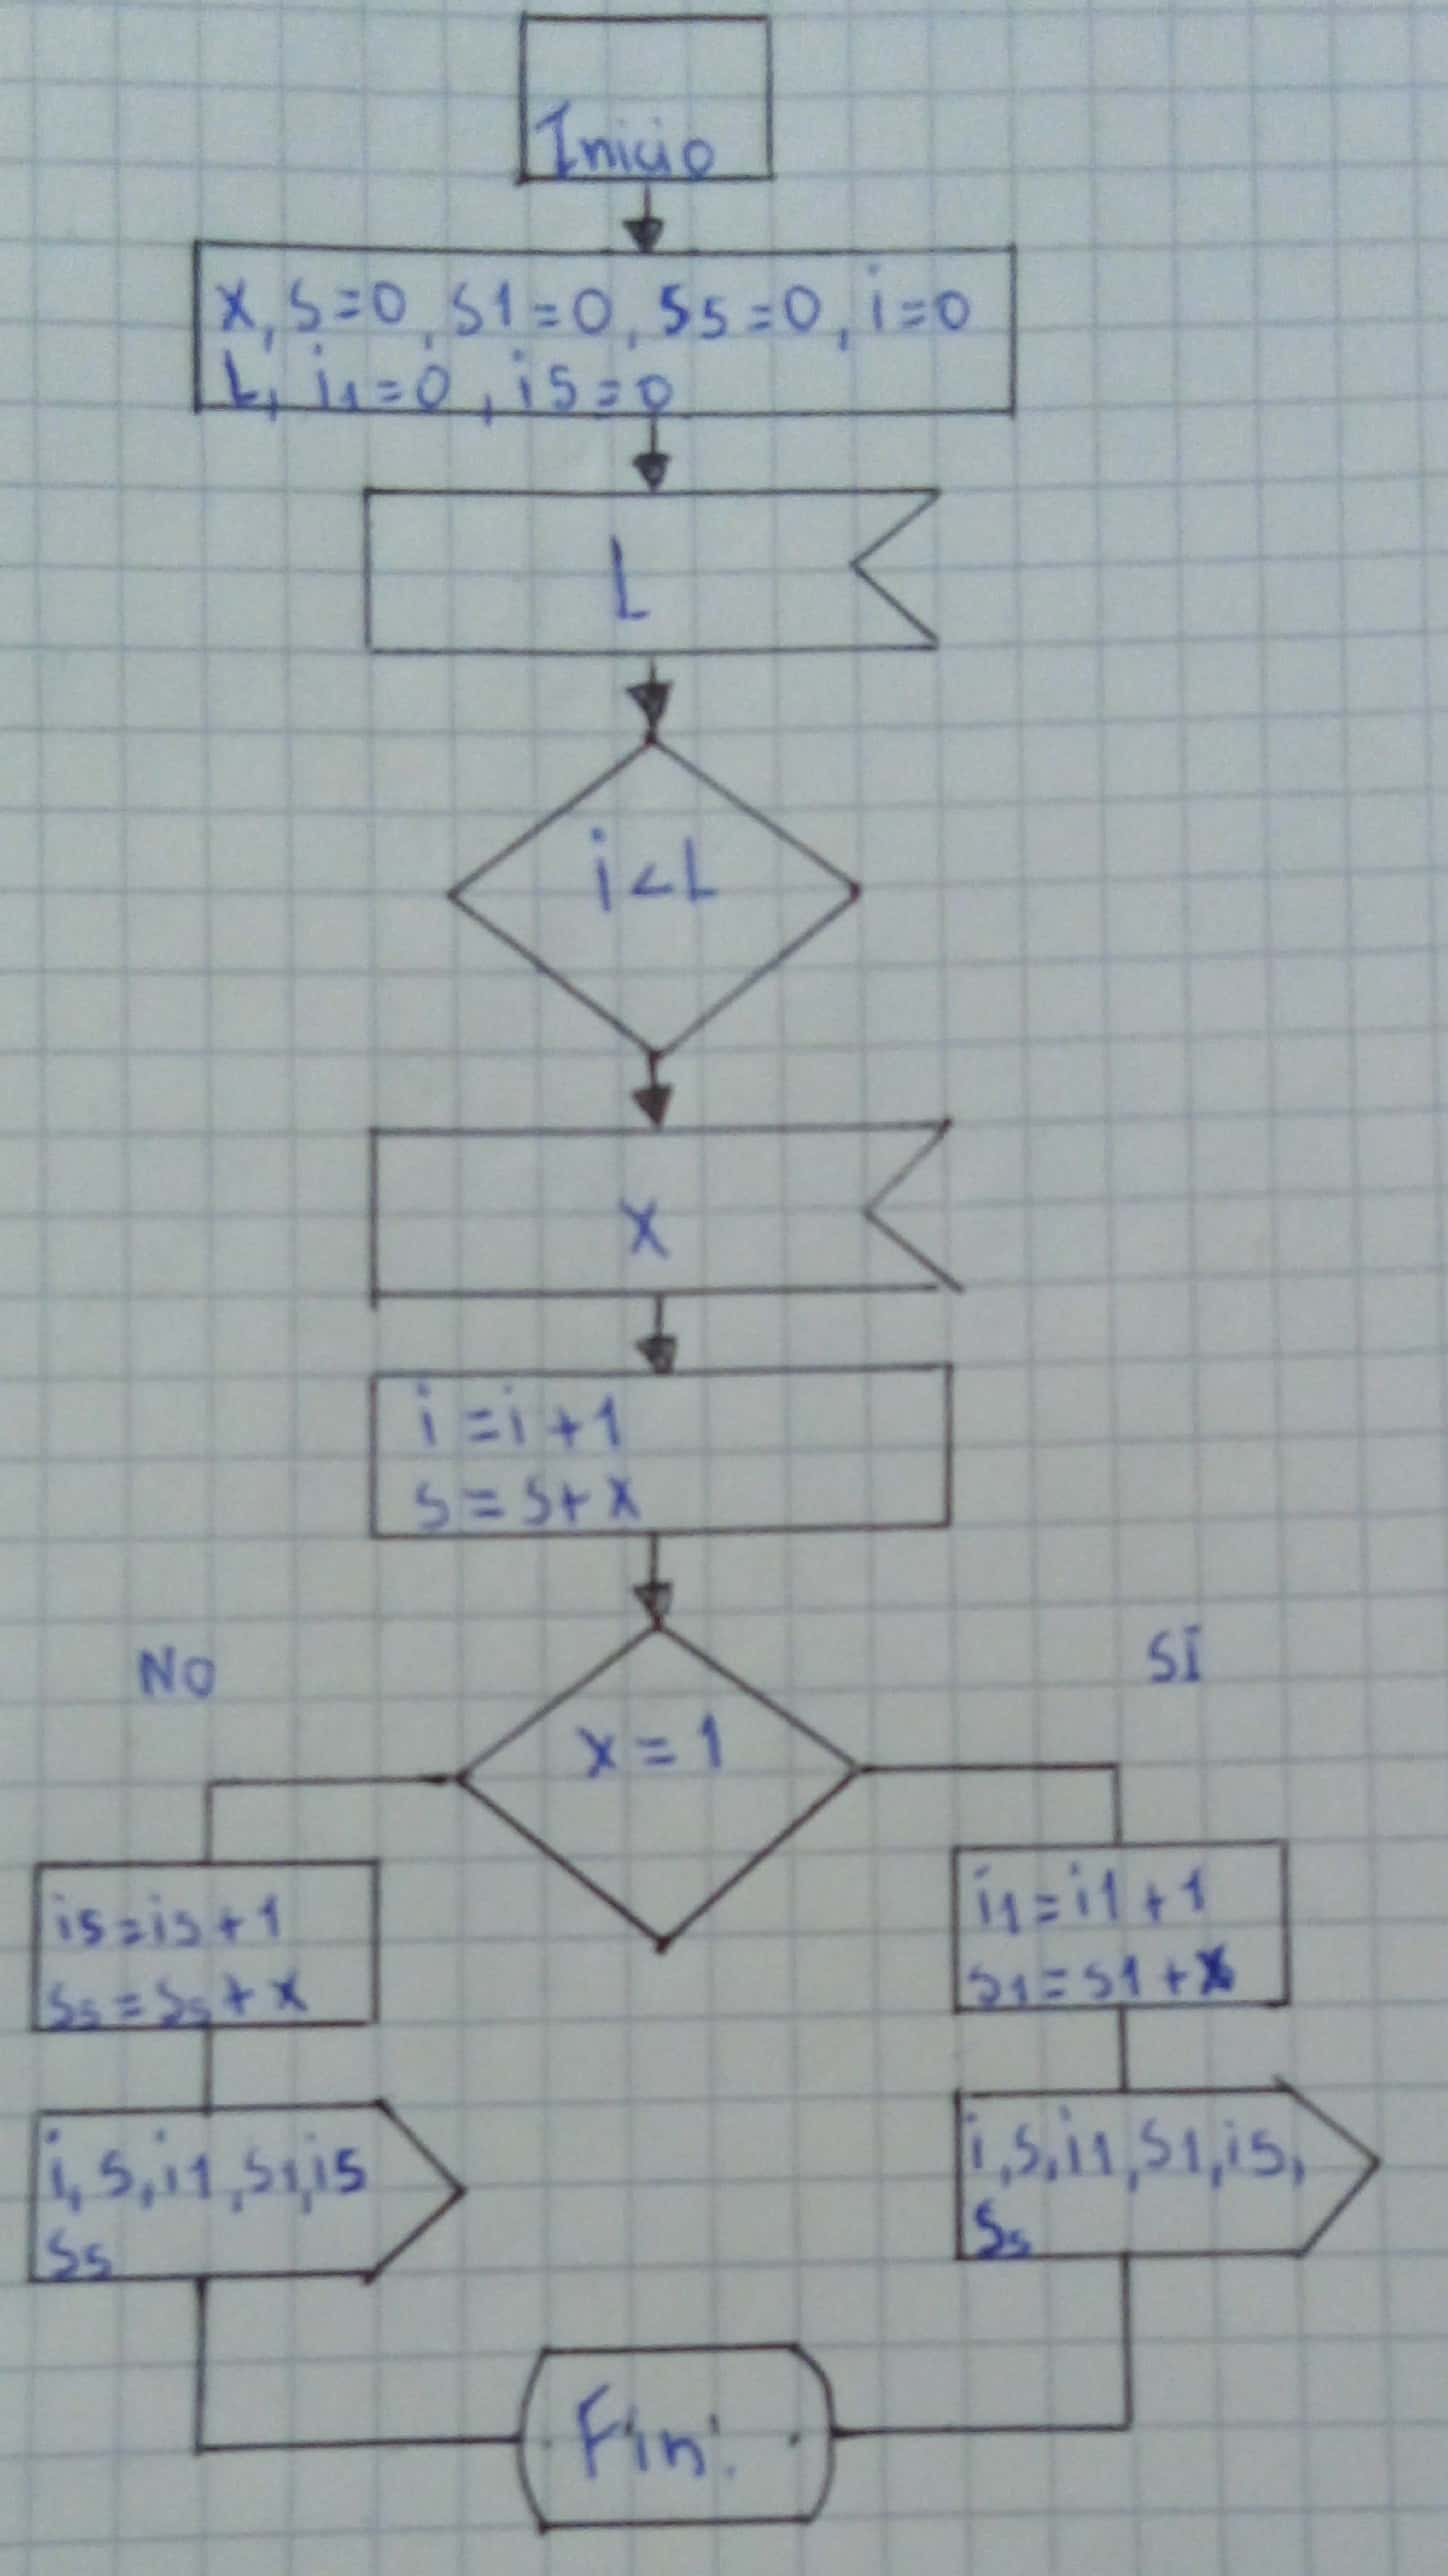 Inicio
x, S=0, S1=0, S5=0, i=0
L, i1=0, i5=0
L
i<L
x
i=i+1
s=s+x
NO
SI
x=1
i5=i5+1
S5=S5+x
i1=i1+1
S1=S1+x
i,S,i1,S1,i5
S5
i,S,i1,S1,i5,
S5
Fin.